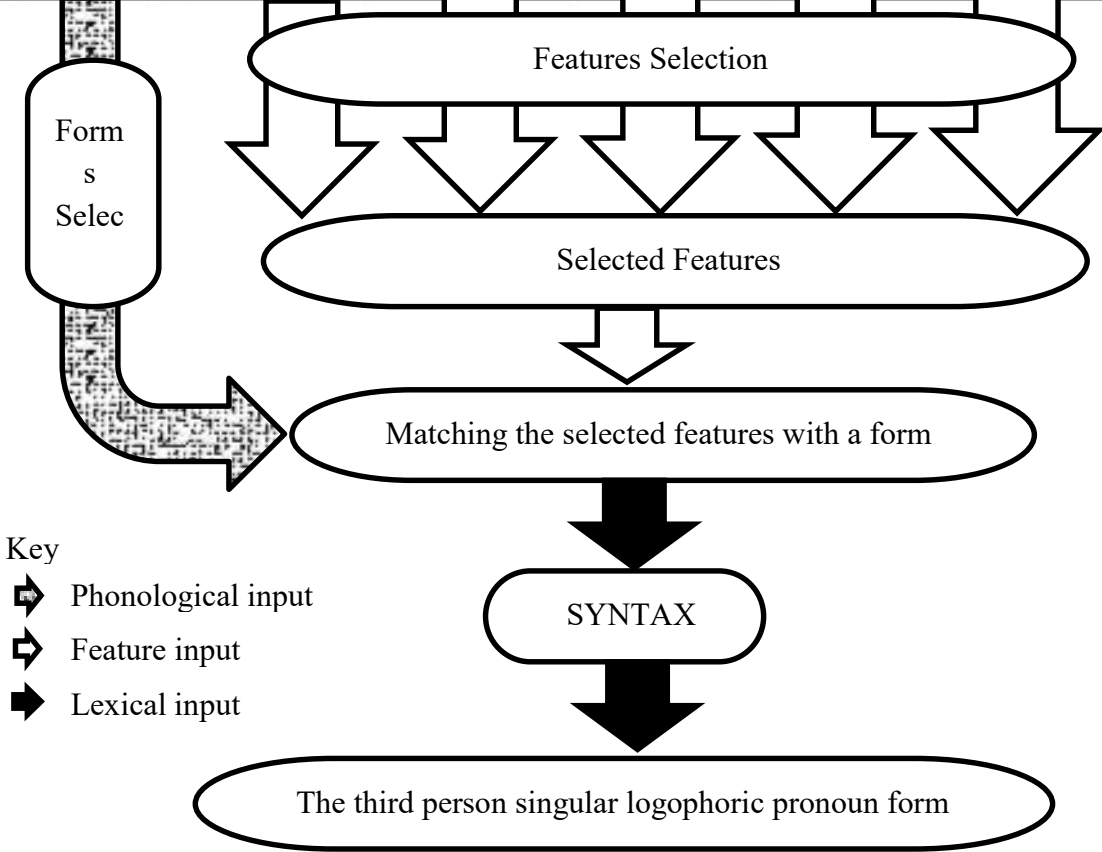 Features Selection
Form
s
Selec
Selected Features
Matching the selected features with a form
Key
Phonological input
Feature input
Lexical input
SYNTAX
The third person singular logophoric pronoun form